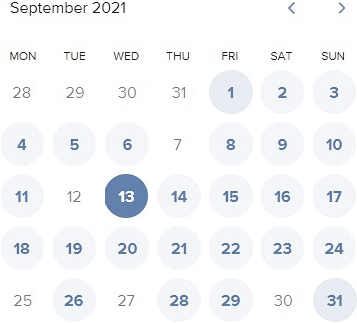 September 2021
MON TUE WED THU FRI SAT SUN
28 29 30 31 1 2 3
4 5 6 7 8 9 10
11 12 13 14 15 16 17
18 19 20 21 22 23 24
25 26 27 28 29 30 31